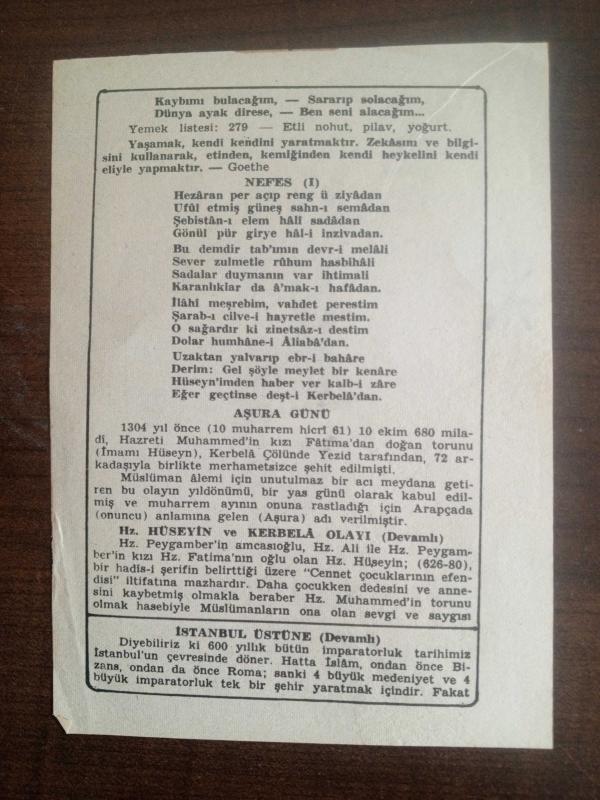 Kaybımı bulacağım, — Sararıp solacağım,
Dünya ayak direse, — Ben seni alacağım...
Yemek listesi: 279 — Etli nohut, pilav, yoğurt.
Yaşamak, kendi kendini yaratmaktır. Zekâsını ve bilgi-
sini kullanarak, etinden, kemiğinden kendi heykelini kendi
eliyle yapmaktır. — Goethe
NEFES (I)
Hezâran per açıp reng ü ziyâdan
Ufûl etmiş güneş sahn-ı semâdan
Şebistân-ı elem hâlî sadâdan
Gönül pür girye hâl-i inzivadan.
Bu demdir tab'ımın devr-i melâli
Sever zulmetle rûhum hasbihâli
Sadalar duymanın var ihtimali
Karanlıklar da â'mak-ı hafâdan.
İlâhî meşrebim, vahdet perestim
Şarab-ı cilve-i hayretle mestim.
O sağardır ki zinetsâz-ı destim
Dolar humhâne-i Âliabâ'dan.
Uzaktan yalvarıp ebr-i bahâre
Derim: Gel şöyle meylet bir kenâre
Hüseyn'imden haber ver kalb-i zâre
Eğer geçtinse deşt-i Kerbelâ'dan.
AŞURA GÜNÜ
1304 yıl önce (10 muharrem hicrî 61) 10 ekim 680 mila-
dî, Hazreti Muhammed'in kızı Fâtıma'dan doğan torunu
(İmamı Hüseyn), Kerbelâ Çölünde Yezid tarafından, 72 ar-
kadaşıyla birlikte merhametsizce şehit edilmişti.
Müslüman âlemi için unutulmaz bir acı meydana geti-
ren bu olayın yıldönümü, bir yas günü olarak kabul edil-
miş ve muharrem ayının onuna rastladığı için Arapçada
(onuncu) anlamına gelen (Aşura) adı verilmiştir.
Hz. HÜSEYİN ve KERBELÂ OLAYI (Devamlı)
Hz. Peygamber'in amcasıoğlu, Hz. Ali ile Hz. Peygam-
ber'in kızı Hz. Fatima'nın oğlu olan Hz. Hüseyin; (626-80),
bir hadis-i şerifin belirttiği üzere "Cennet çocuklarının efen-
disi" iltifatına mazhardır. Daha çocukken dedesini ve anne-
sini kaybetmiş olmakla beraber Hz. Muhammed'in torunu
olmak hasebiyle Müslümanların ona olan sevgi ve saygısı
İSTANBUL ÜSTÜNE (Devamlı)
Diyebiliriz ki 600 yıllık bütün imparatorluk tarihimiz
İstanbul'un çevresinde döner. Hatta İslâm, ondan önce Bi-
zans, ondan da önce Roma; sanki 4 büyük medeniyet ve 4
büyük imparatorluk tek bir şehir yaratmak içindir. Fakat